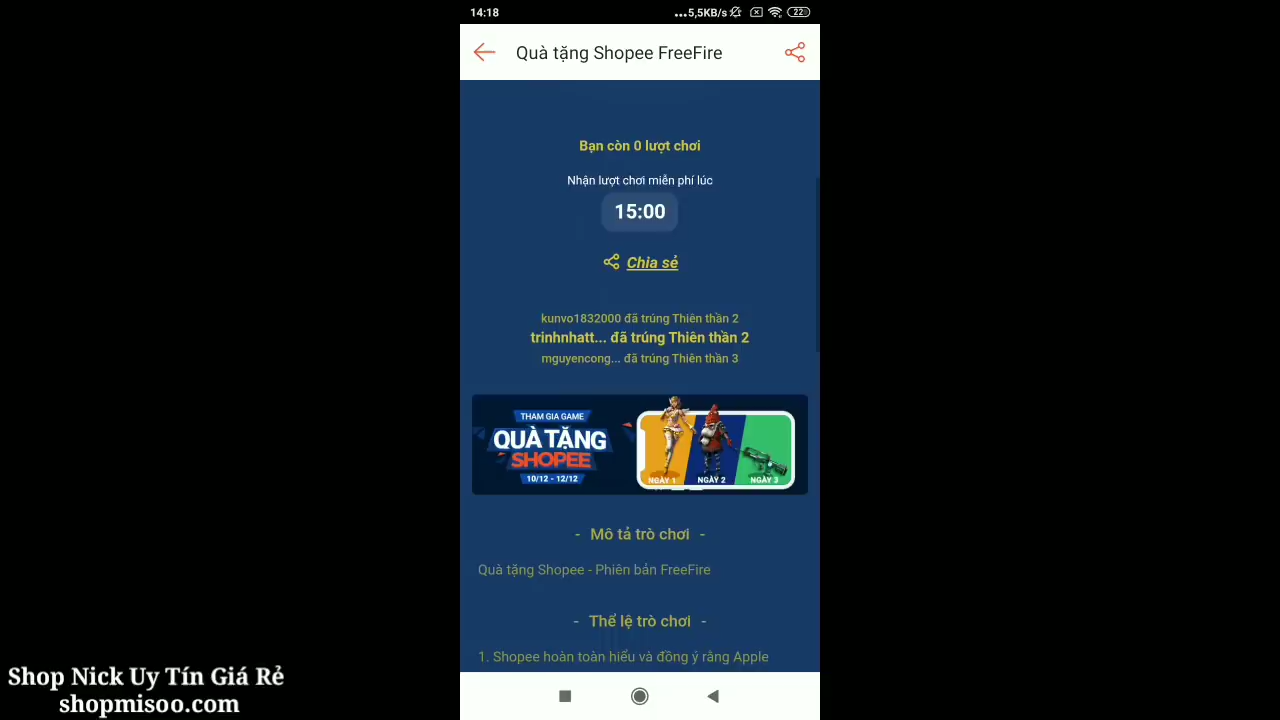 14:18
...5,5KB/s
22
Quà tặng Shopee FreeFire
Bạn còn 0 lượt chơi
Nhận lượt chơi miễn phí lúc
15:00
Chia sẻ
kunvo1832000 đã trúng Thiên thần 2
trinhnhatt... đã trúng Thiên thần 2
mguyencong... đã trúng Thiên thần 3
THAM GIA GAME
QUÀ TẶNG
SHOPEE
10/12 - 12/12
NGÀY 1
NGÀY 2
NGÀY 3
- Mô tả trò chơi -
Quà tặng Shopee - Phiên bản FreeFire
- Thể lệ trò chơi -
1. Shopee hoàn toàn hiểu và đồng ý rằng Apple
Shop Nick Uy Tín Giá Rẻ
shopmisoo.com